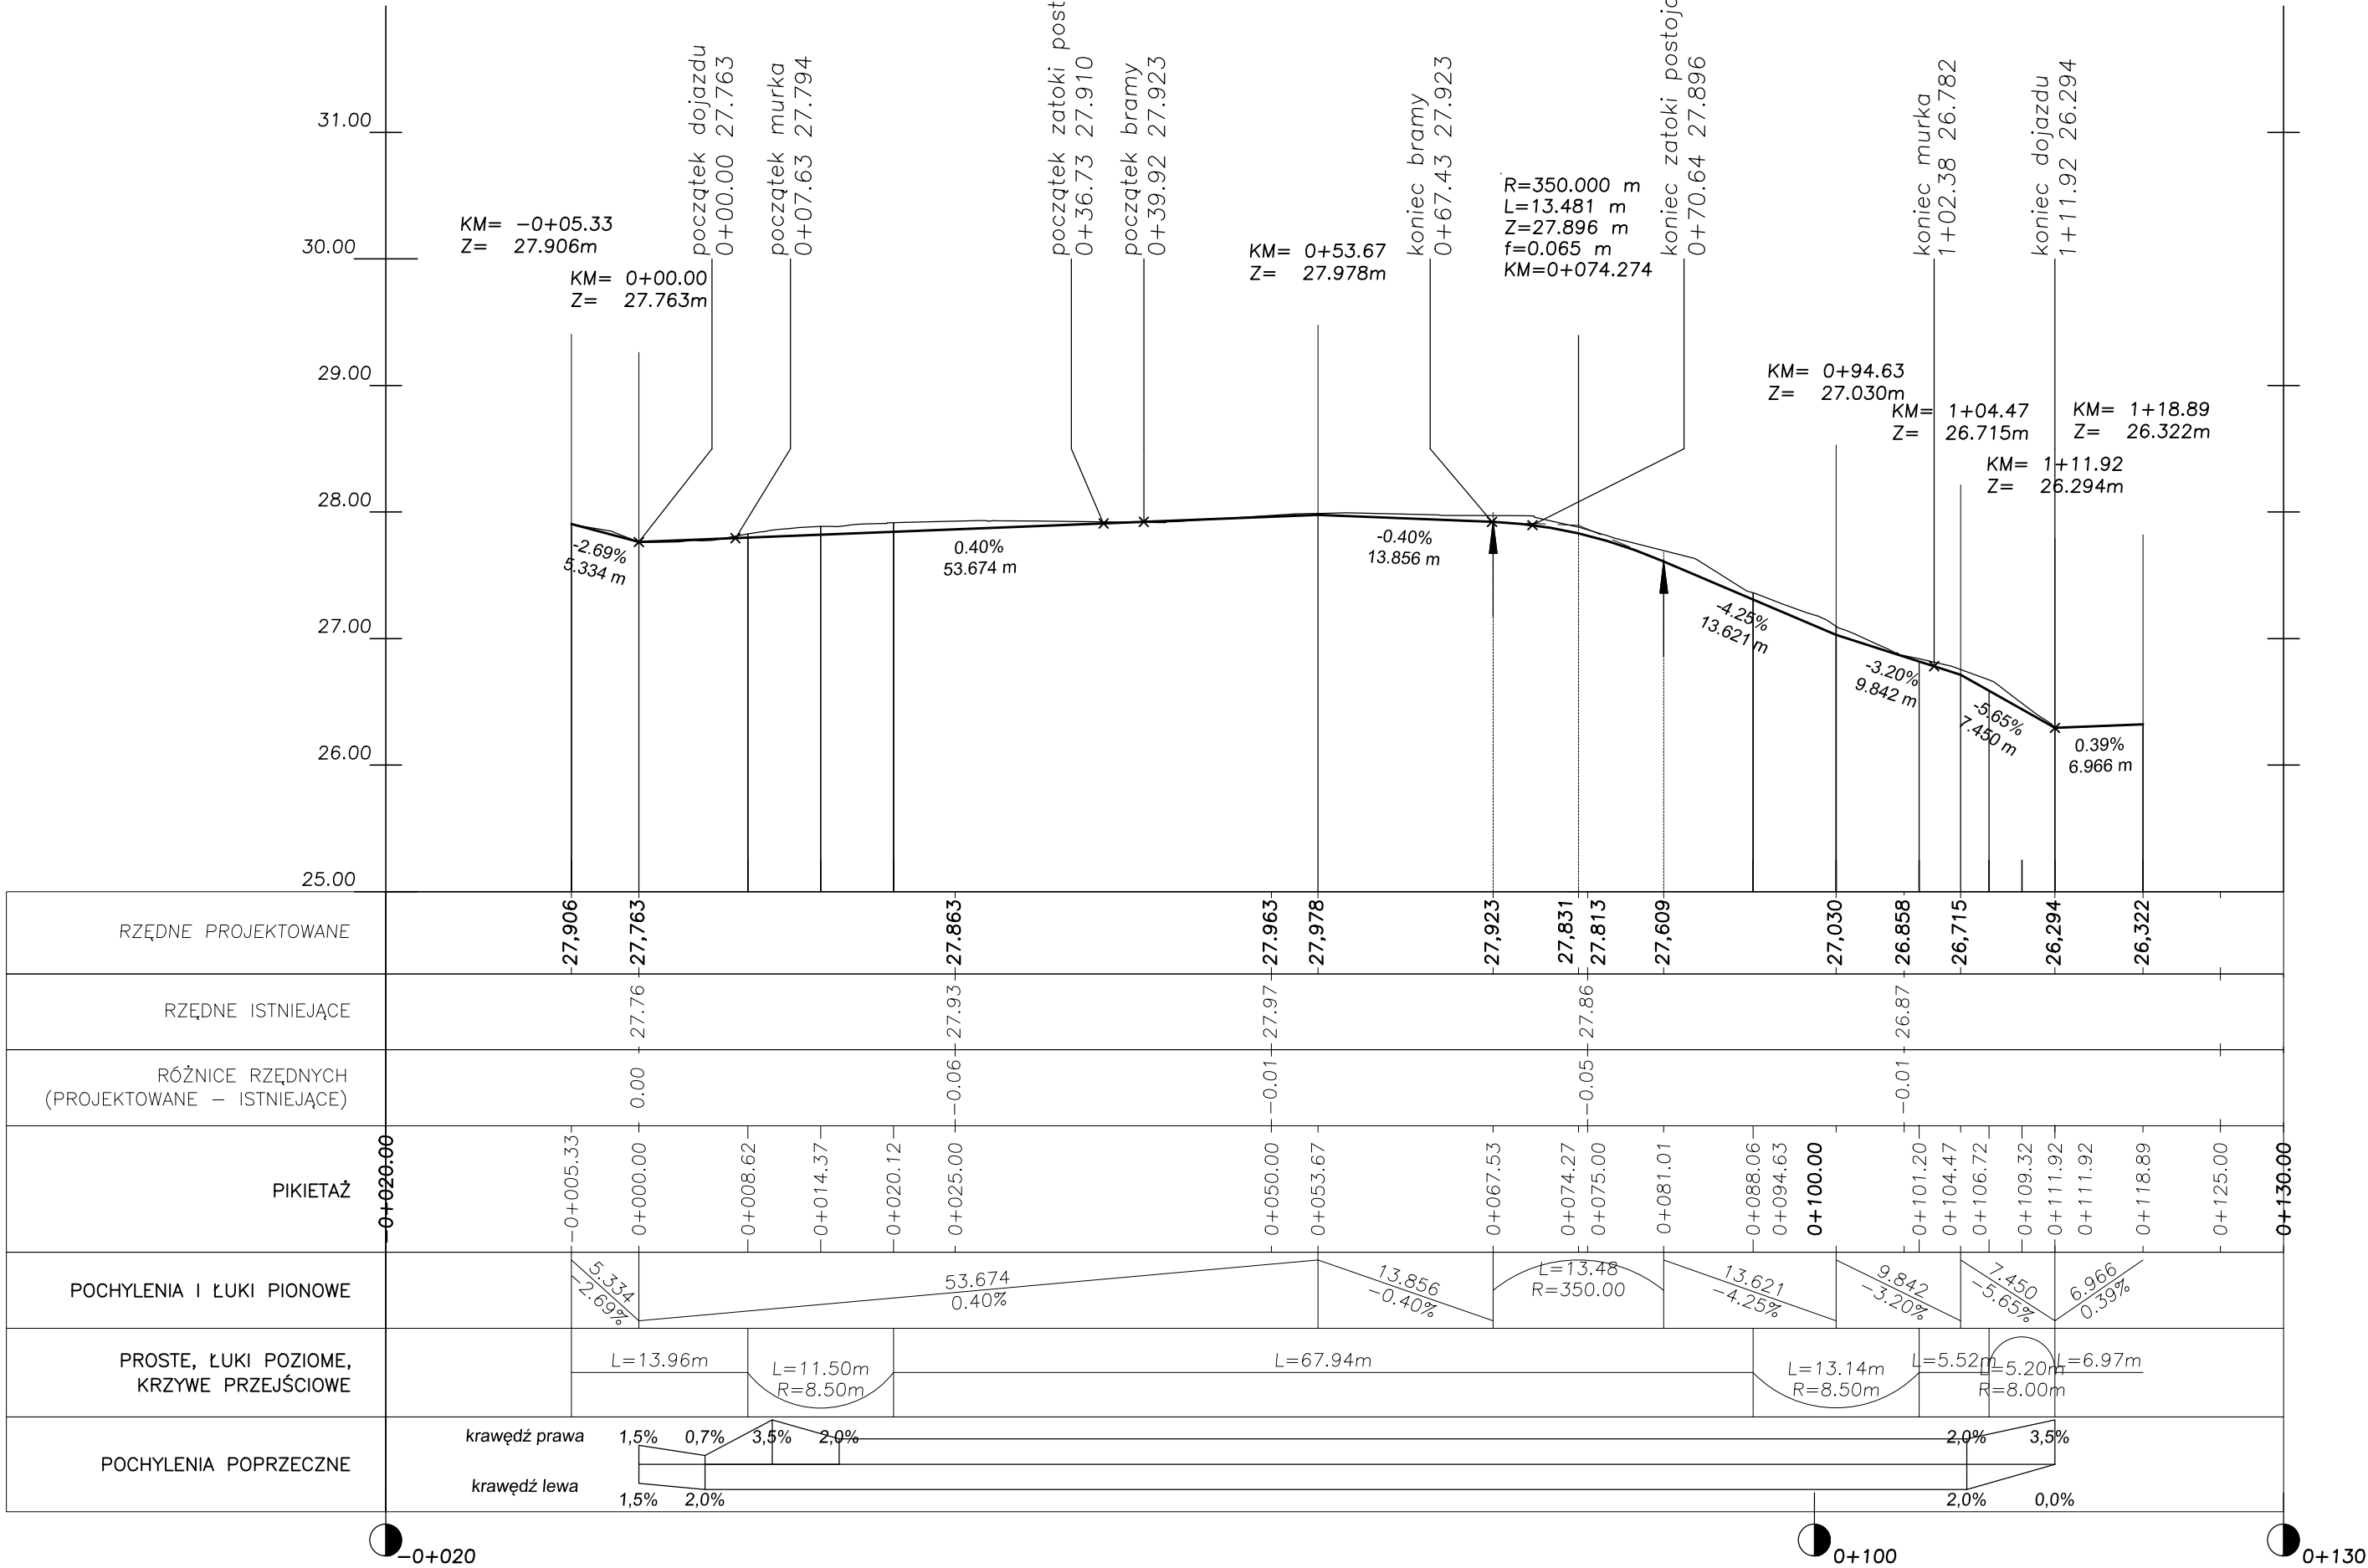 początek dojazdu
0+00.00 27.763
początek murka
0+07.63 27.794
początek zatoki post
0+36.73 27.910
początek bramy
0+39.92 27.923
koniec bramy
0+67.43 27.923
koniec zatoki postojo
0+70.64 27.896
koniec murka
1+02.38 26.782
koniec dojazdu
1+11.92 26.294
31.00
30.00
29.00
28.00
27.00
26.00
25.00
KM= -0+05.33
Z= 27.906m
KM= 0+00.00
Z= 27.763m
KM= 0+53.67
Z= 27.978m
R=350.000 m
L=13.481 m
Z=27.896 m
f=0.065 m
KM=0+074.274
KM= 0+94.63
Z= 27.030m
KM= 1+04.47
Z= 26.715m
KM= 1+18.89
Z= 26.322m
KM= 1+11.92
Z= 26.294m
-2.69%
5.334 m
0.40%
53.674 m
-0.40%
13.856 m
-4.25%
13.621 m
-3.20%
9.842 m
-5.65%
7.450 m
0.39%
6.966 m
RZĘDNE PROJEKTOWANE
27,906
27,763
27.863
27.963
27,978
27,923
27,831
27.813
27,609
27,030
26.858
26,715
26,294
26,322
RZĘDNE ISTNIEJĄCE
27.76
27.93
27.97
27.86
26.87
RÓŻNICE RZĘDNYCH
(PROJEKTOWANE – ISTNIEJĄCE)
0.00
-0.06
-0.01
-0.05
-0.01
PIKIETAŻ
-0+020.00
-0+005.33
0+000.00
0+008.62
0+014.37
0+020.12
0+025.00
0+050.00
0+053.67
0+067.53
0+074.27
0+075.00
0+081.01
0+088.06
0+094.63
0+100.00
0+101.20
0+104.47
0+106.72
0+109.32
0+111.92
0+111.92
0+118.89
0+125.00
0+130.00
POCHYLENIA I ŁUKI PIONOWE
5.334
-2.69%
53.674
0.40%
13.856
-0.40%
L=13.48
R=350.00
13.621
-4.25%
9.842
-3.20%
7.450
-5.65%
6.966
0.39%
PROSTE, ŁUKI POZIOME,
KRZYWE PRZEJŚCIOWE
L=13.96m
L=11.50m
R=8.50m
L=67.94m
L=13.14m
R=8.50m
L=5.52m
L=5.20m
R=8.00m
L=6.97m
POCHYLENIA POPRZECZNE
krawędź prawa
1,5% 0,7% 3,5% 2,0% 2,0% 3,5%
krawędź lewa
1,5% 2,0% 2,0% 0,0%
-0+020
0+100
0+130